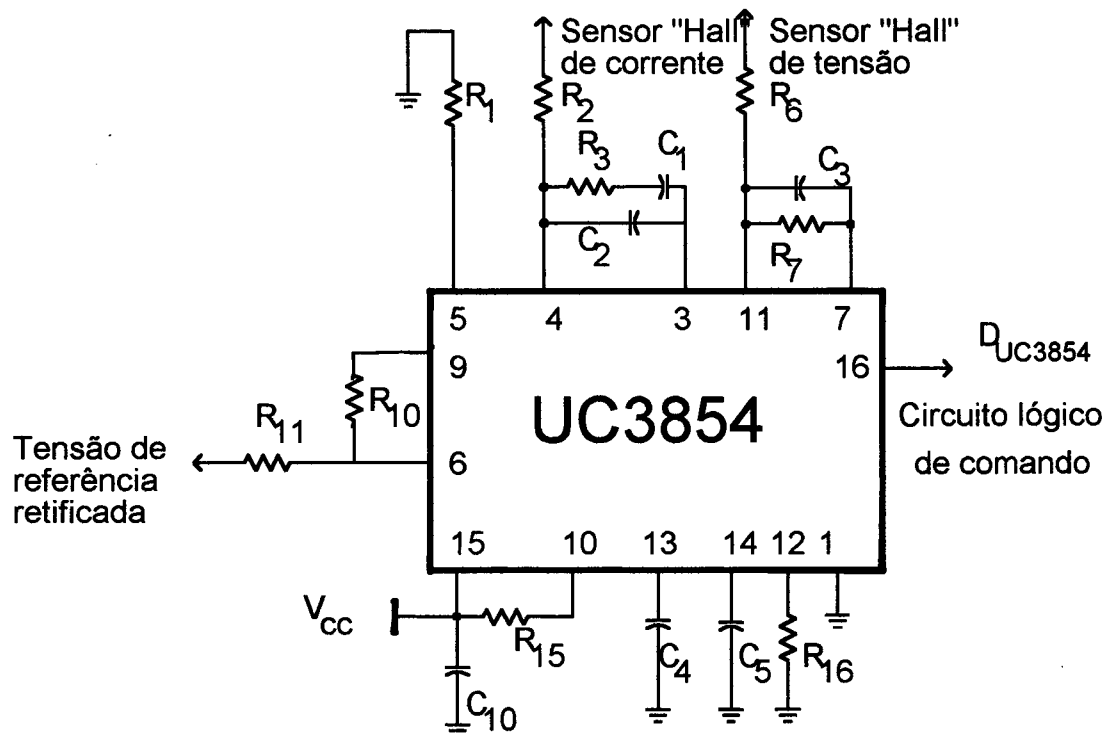 Sensor "Hall"
de corrente
Sensor "Hall"
de tensão
R1
R2
R6
R3
C1
C3
C2
R7
5
4
3
11
7
9
16
DUC3854
R10
UC3854
R11
Circuito lógico
de comando
Tensão de
referência
retificada
6
15
10
13
14
12
1
Vcc
R15
C4
C5
R16
C10